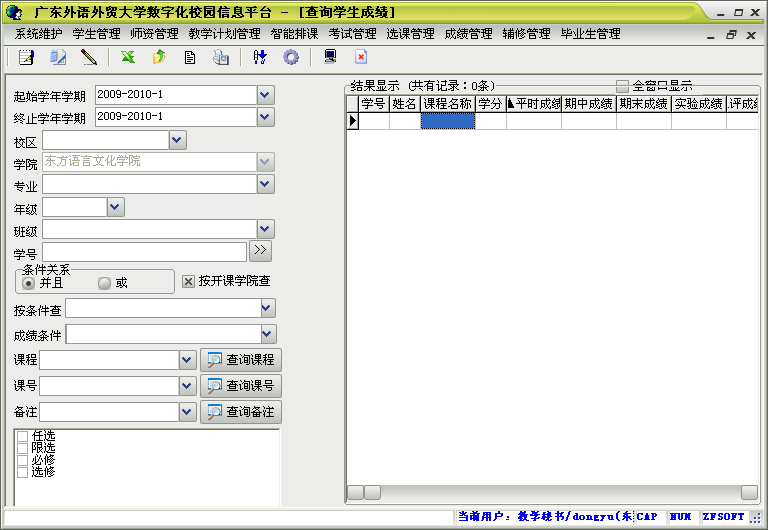 广东外语外贸大学数字化校园信息平台 - [查询学生成绩]
系统维护 学生管理 师资管理 教学计划管理 智能排课 考试管理 选课管理 成绩管理 辅修管理 毕业生管理
起始学年学期 2009-2010-1
终止学年学期 2009-2010-1
校区
学院 东方语言文化学院
专业
年级
班级
学号 >>
条件关系
并且 或 按开课学院查
按条件查
成绩条件
课程 查询课程
课号 查询课号
备注 查询备注
任选
限选
必修
选修
结果显示 (共有记录：0条) 全窗口显示
学号 姓名 课程名称 学分 平时成绩 期中成绩 期末成绩 实验成绩 评成绩
当前用户：教学秘书/dongyu(东 CAP NUM ZFSOFT